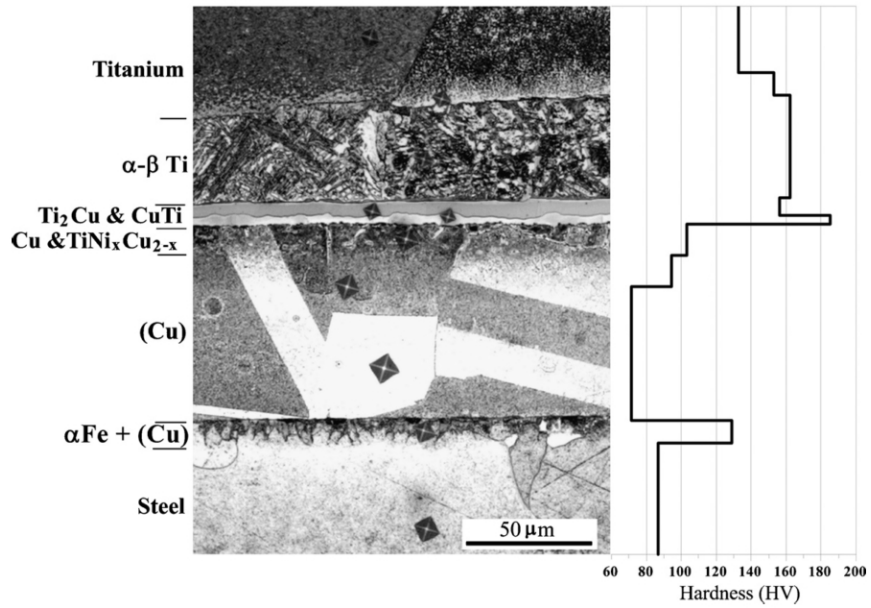 Titanium
α-β Ti
Ti₂Cu & CuTi
Cu &TiNiₓCu₂₋ₓ
(Cu)
αFe + (Cu)
Steel
50 μm
60 80 100 120 140 160 180 200
Hardness (HV)